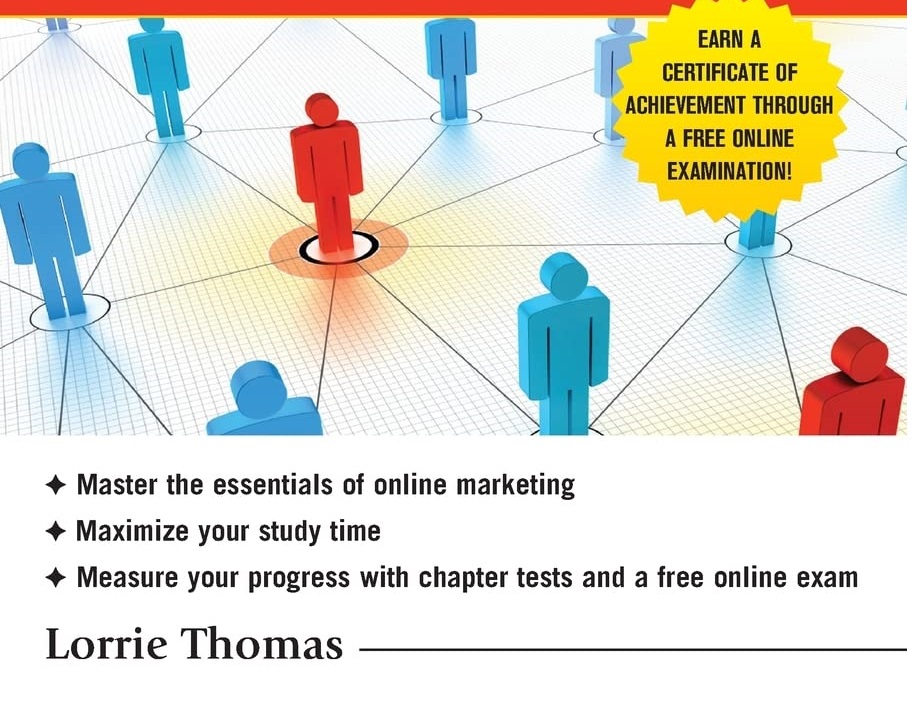 EARN A
CERTIFICATE OF
ACHIEVEMENT THROUGH
A FREE ONLINE
EXAMINATION!
✦ Master the essentials of online marketing
✦ Maximize your study time
✦ Measure your progress with chapter tests and a free online exam
Lorrie Thomas